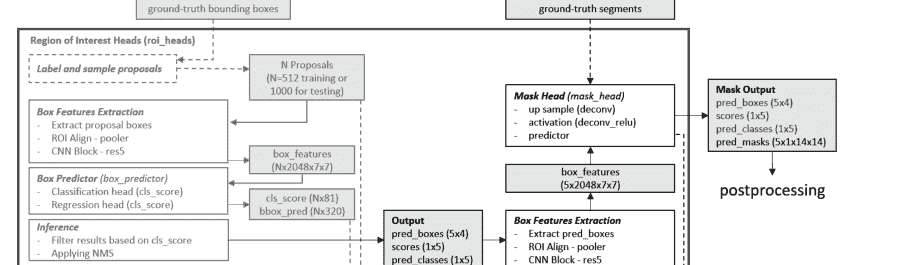 ground-truth bounding boxes
ground-truth segments
Region of Interest Heads (roi_heads)
Label and sample proposals
N Proposals
(N=512 training or
1000 for testing)
Box Features Extraction
- Extract proposal boxes
- ROI Align - pooler
- CNN Block - res5
box_features
(Nx2048x7x7)
Box Predictor (box_predictor)
- Classification head (cls_score)
- Regression head (cls_score)
cls_score (Nx81)
bbox_pred (Nx320)
Inference
- Filter results based on cls_score
- Applying NMS
Output
pred_boxes (5x4)
scores (1x5)
pred_classes (1x5)
Mask Head (mask_head)
- up sample (deconv)
- activation (deconv_relu)
- predictor
box_features
(5x2048x7x7)
Box Features Extraction
- Extract pred_boxes
- ROI Align - pooler
- CNN Block - res5
Mask Output
pred_boxes (5x4)
scores (1x5)
pred_classes (1x5)
pred_masks (5x1x14x14)
postprocessing